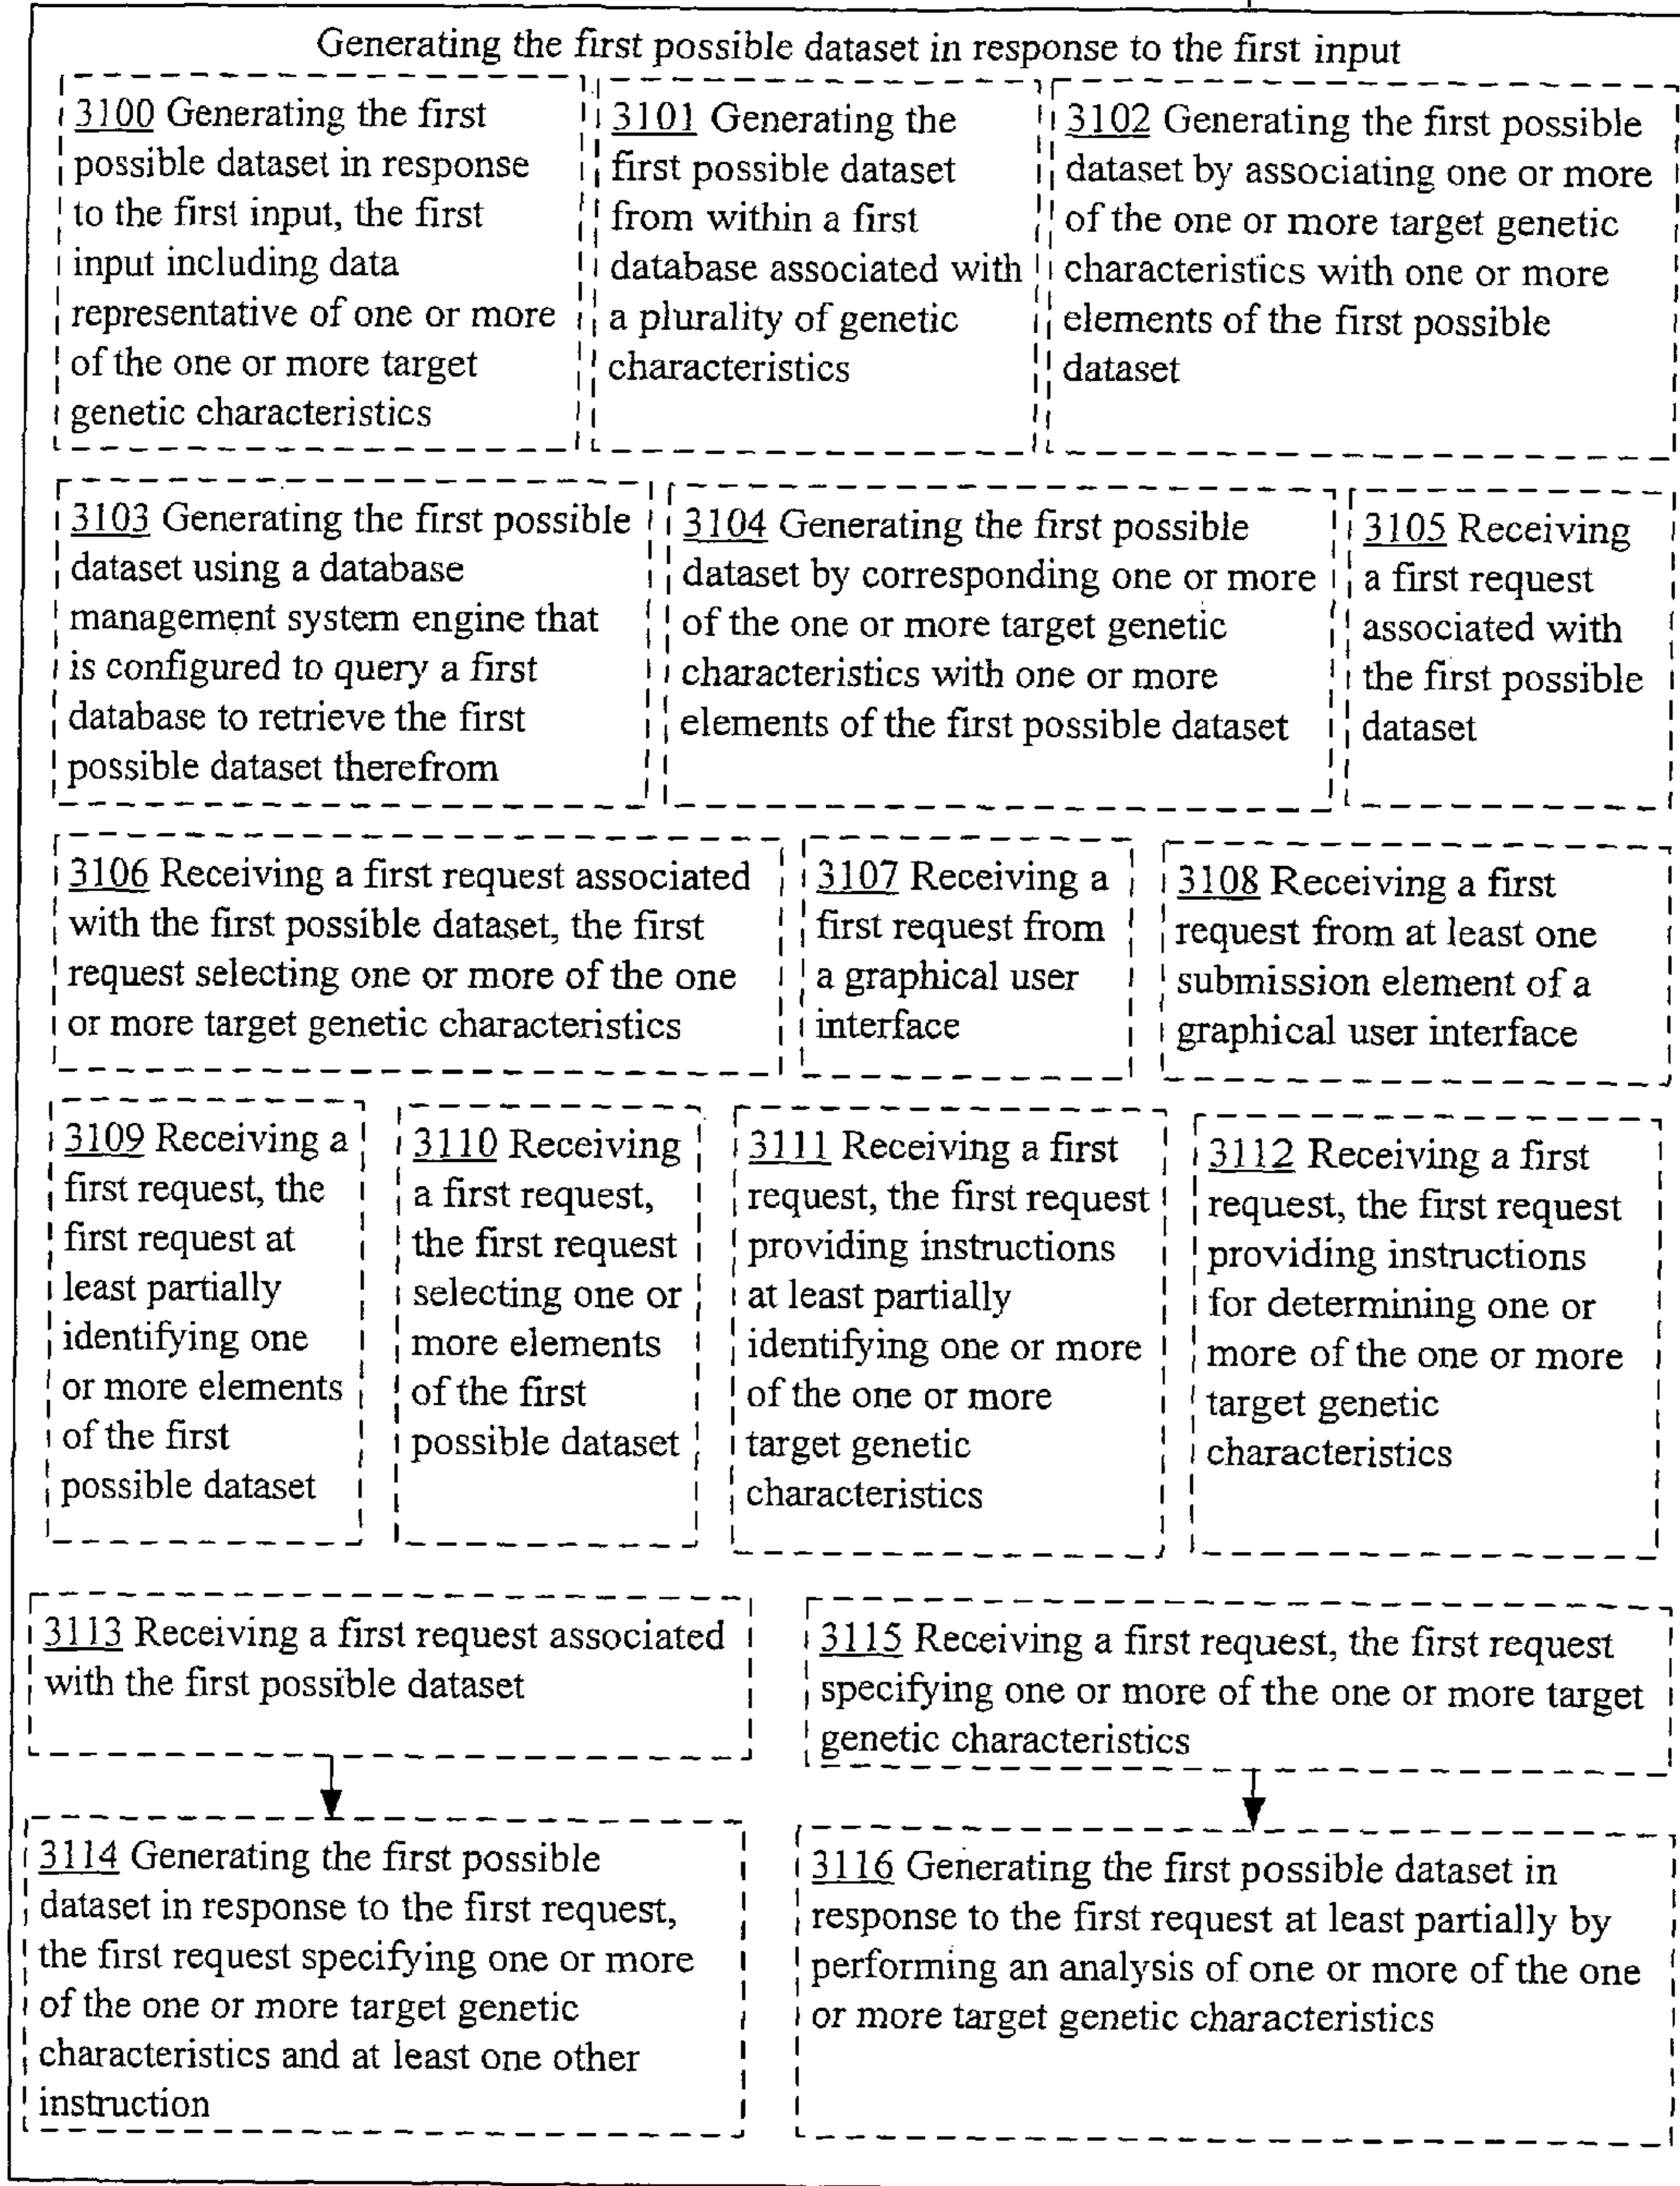 Generating the first possible dataset in response to the first input
3100 Generating the first
possible dataset in response
to the first input, the first
input including data
representative of one or more
of the one or more target
genetic characteristics
3101 Generating the
first possible dataset
from within a first
database associated with
a plurality of genetic
characteristics
3102 Generating the first possible
dataset by associating one or more
of the one or more target genetic
characteristics with one or more
elements of the first possible
dataset
3103 Generating the first possible
dataset using a database
management system engine that
is configured to query a first
database to retrieve the first
possible dataset therefrom
3104 Generating the first possible
dataset by corresponding one or more
of the one or more target genetic
characteristics with one or more
elements of the first possible dataset
3105 Receiving
a first request
associated with
the first possible
dataset
3106 Receiving a first request associated
with the first possible dataset, the first
request selecting one or more of the one
or more target genetic characteristics
3107 Receiving a
first request from
a graphical user
interface
3108 Receiving a first
request from at least one
submission element of a
graphical user interface
3109 Receiving a
first request, the
first request at
least partially
identifying one
or more elements
of the first
possible dataset
3110 Receiving
a first request,
the first request
selecting one or
more elements
of the first
possible dataset
3111 Receiving a first
request, the first request
providing instructions
at least partially
identifying one or more
of the one or more
target genetic
characteristics
3112 Receiving a first
request, the first request
providing instructions
for determining one or
more of the one or more
target genetic
characteristics
3113 Receiving a first request associated
with the first possible dataset
3115 Receiving a first request, the first request
specifying one or more of the one or more target
genetic characteristics
3114 Generating the first possible
dataset in response to the first request,
the first request specifying one or more
of the one or more target genetic
characteristics and at least one other
instruction
3116 Generating the first possible dataset in
response to the first request at least partially by
performing an analysis of one or more of the one
or more target genetic characteristics